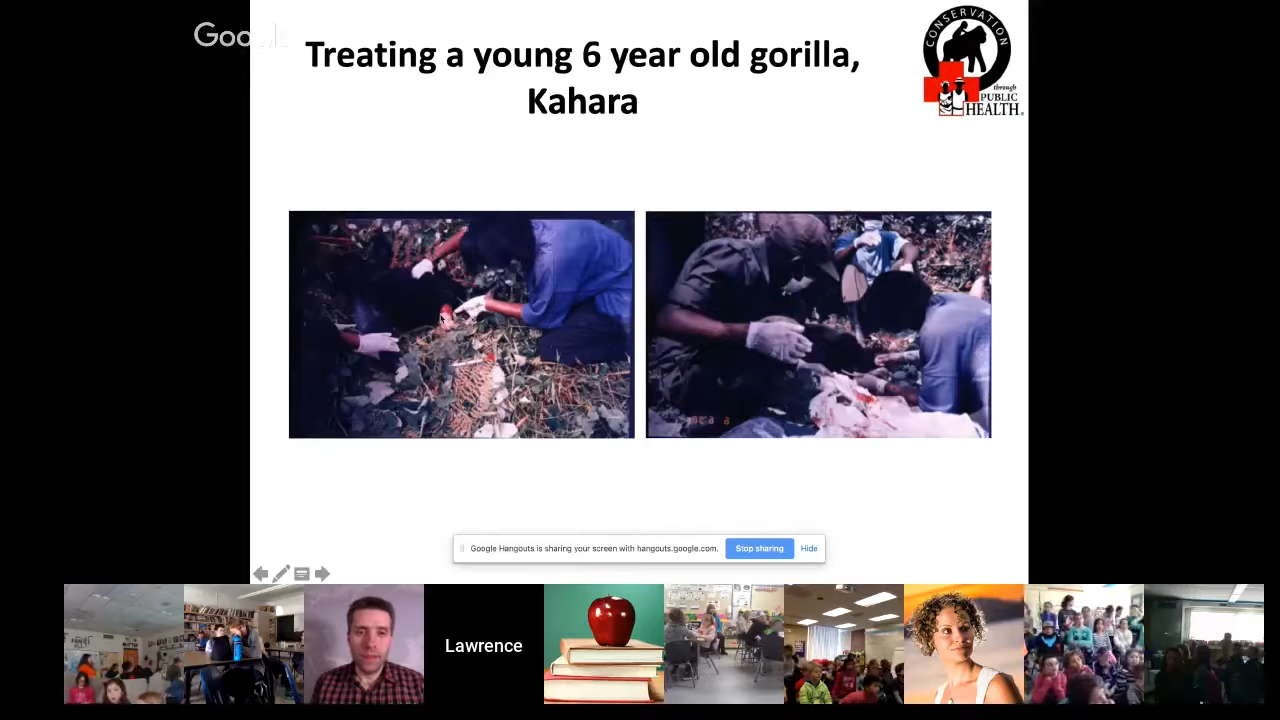 Treating a young 6 year old gorilla,
Kahara
CONSERVATION
through
PUBLIC
HEALTH
Google Hangouts is sharing your screen with hangouts.google.com.
Stop sharing
Hide
Lawrence